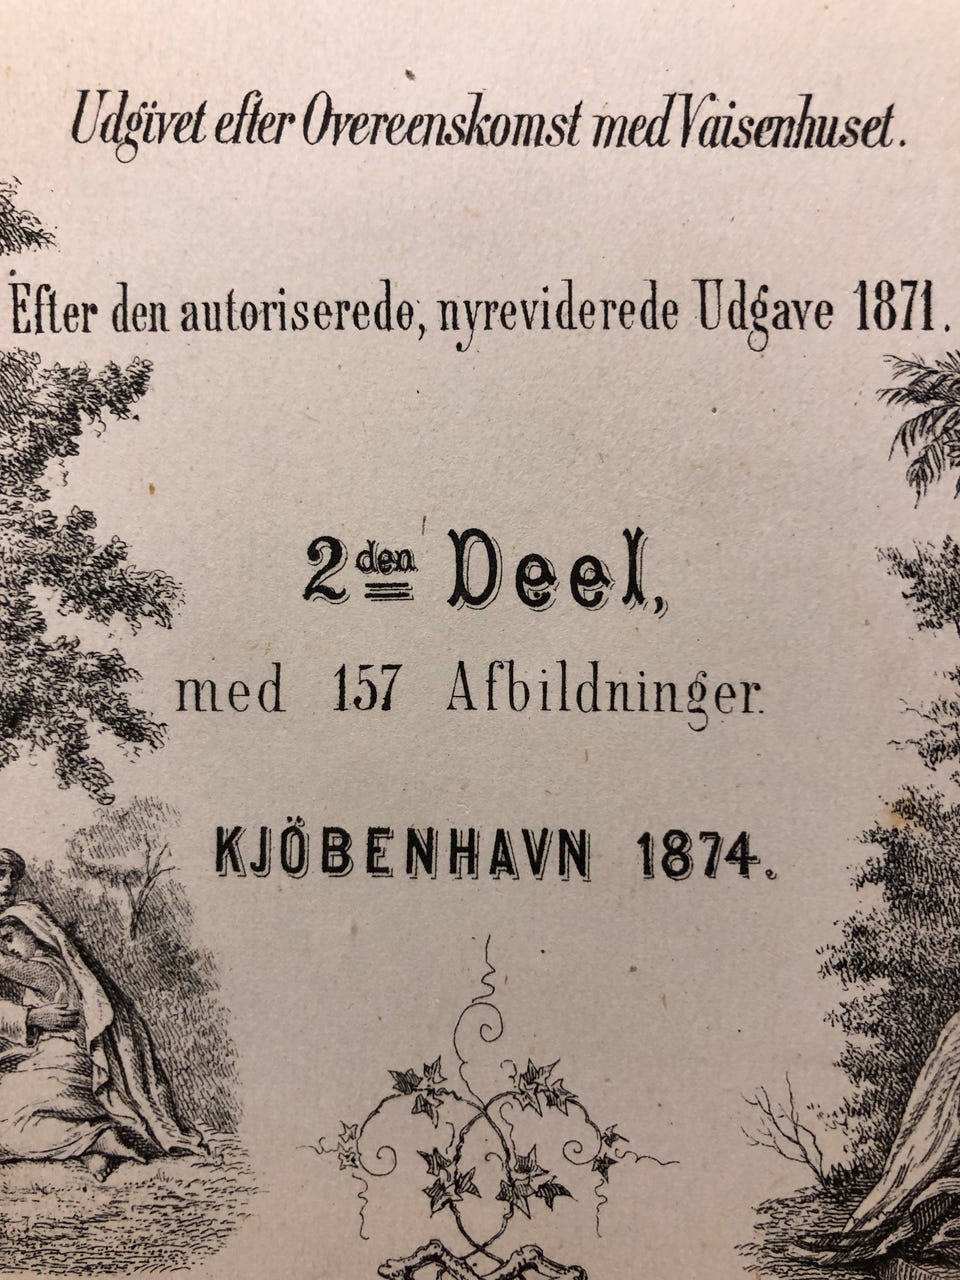 Udgivet efter Overeenskomst med Vaisenhuset.
Efter den autoriserede, nyreviderede Udgave 1871.
2den Deel,
med 157 Afbildninger.
KJÖBENHAVN 1874.